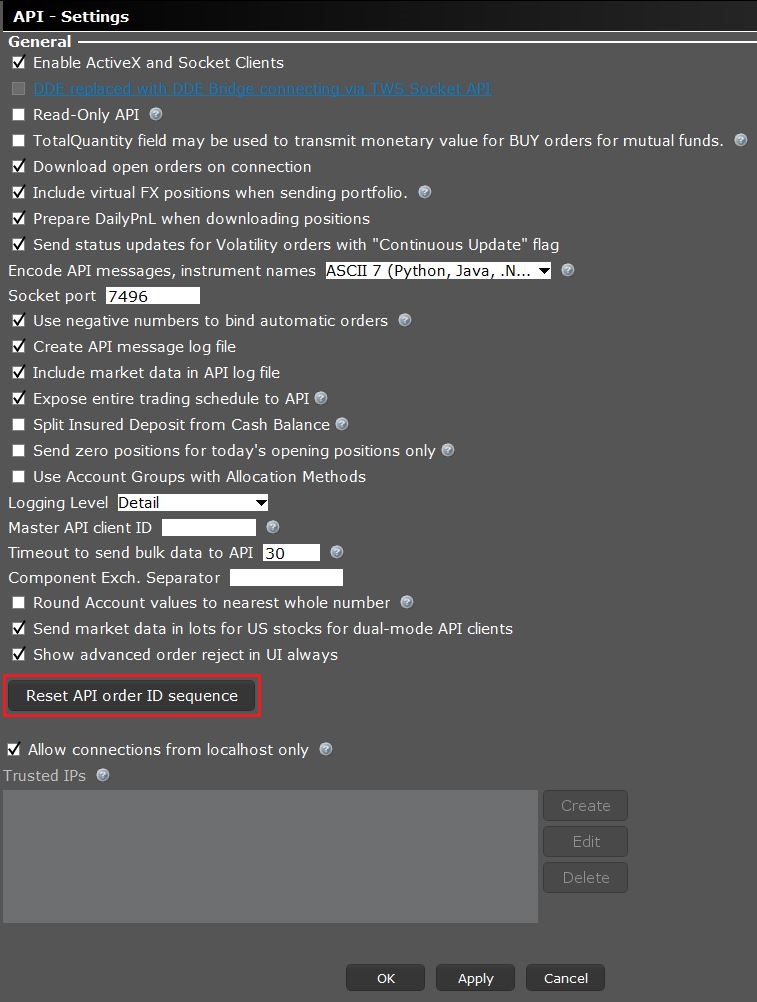 API - Settings
General
Enable ActiveX and Socket Clients
DDE replaced with DDE Bridge connecting via TWS Socket API
Read-Only API ?
TotalQuantity field may be used to transmit monetary value for BUY orders for mutual funds. ?
Download open orders on connection
Include virtual FX positions when sending portfolio. ?
Prepare DailyPnL when downloading positions
Send status updates for Volatility orders with "Continuous Update" flag
Encode API messages, instrument names ASCII 7 (Python, Java, .N... ?
Socket port 7496
Use negative numbers to bind automatic orders ?
Create API message log file
Include market data in API log file
Expose entire trading schedule to API ?
Split Insured Deposit from Cash Balance ?
Send zero positions for today's opening positions only ?
Use Account Groups with Allocation Methods
Logging Level Detail
Master API client ID ?
Timeout to send bulk data to API 30 ?
Component Exch. Separator
Round Account values to nearest whole number ?
Send market data in lots for US stocks for dual-mode API clients
Show advanced order reject in UI always
Reset API order ID sequence
Allow connections from localhost only ?
Trusted IPs ?
Create
Edit
Delete
OK Apply Cancel